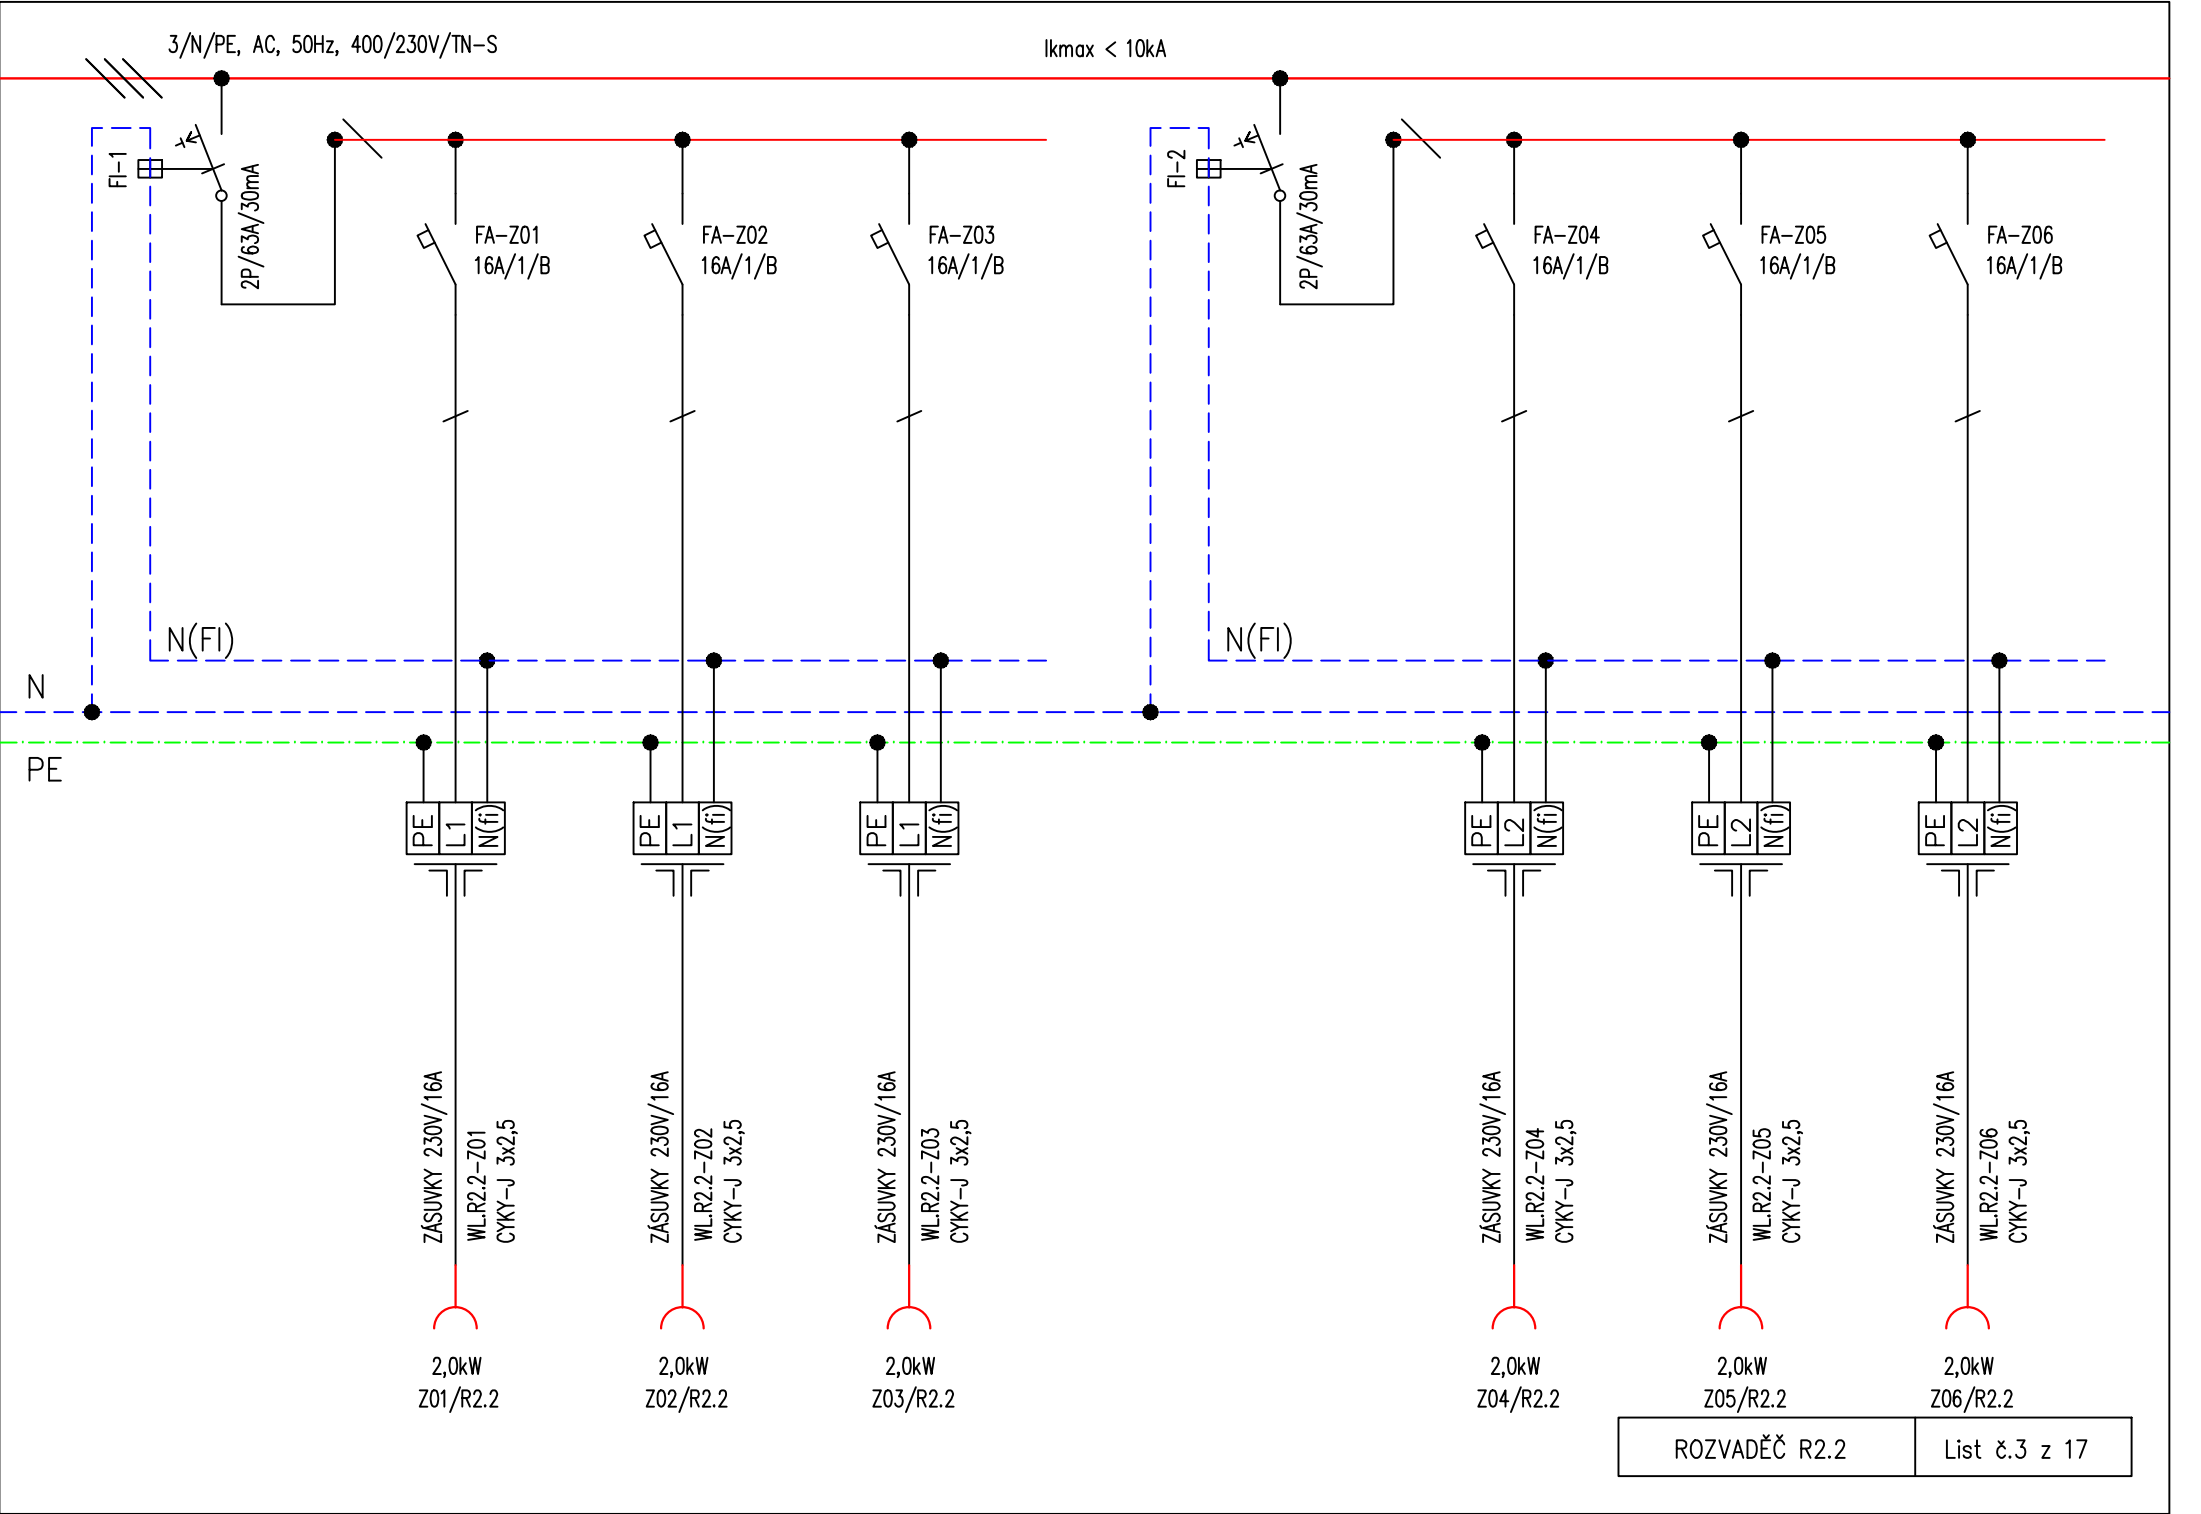 3/N/PE, AC, 50Hz, 400/230V/TN-S
Ikmax < 10kA
FI-1
2P/63A/30mA
FA-Z01
16A/1/B
FA-Z02
16A/1/B
FA-Z03
16A/1/B
FI-2
2P/63A/30mA
FA-Z04
16A/1/B
FA-Z05
16A/1/B
FA-Z06
16A/1/B
N(FI)
N(FI)
N
PE
PE
L1
N(fi)
PE
L1
N(fi)
PE
L1
N(fi)
PE
L2
N(fi)
PE
L2
N(fi)
PE
L2
N(fi)
ZÁSUVKY 230V/16A
WL.R2.2-Z01
CYKY-J 3x2,5
ZÁSUVKY 230V/16A
WL.R2.2-Z02
CYKY-J 3x2,5
ZÁSUVKY 230V/16A
WL.R2.2-Z03
CYKY-J 3x2,5
ZÁSUVKY 230V/16A
WL.R2.2-Z04
CYKY-J 3x2,5
ZÁSUVKY 230V/16A
WL.R2.2-Z05
CYKY-J 3x2,5
ZÁSUVKY 230V/16A
WL.R2.2-Z06
CYKY-J 3x2,5
2,0kW
Z01/R2.2
2,0kW
Z02/R2.2
2,0kW
Z03/R2.2
2,0kW
Z04/R2.2
2,0kW
Z05/R2.2
2,0kW
Z06/R2.2
ROZVADĚČ R2.2
List č.3 z 17